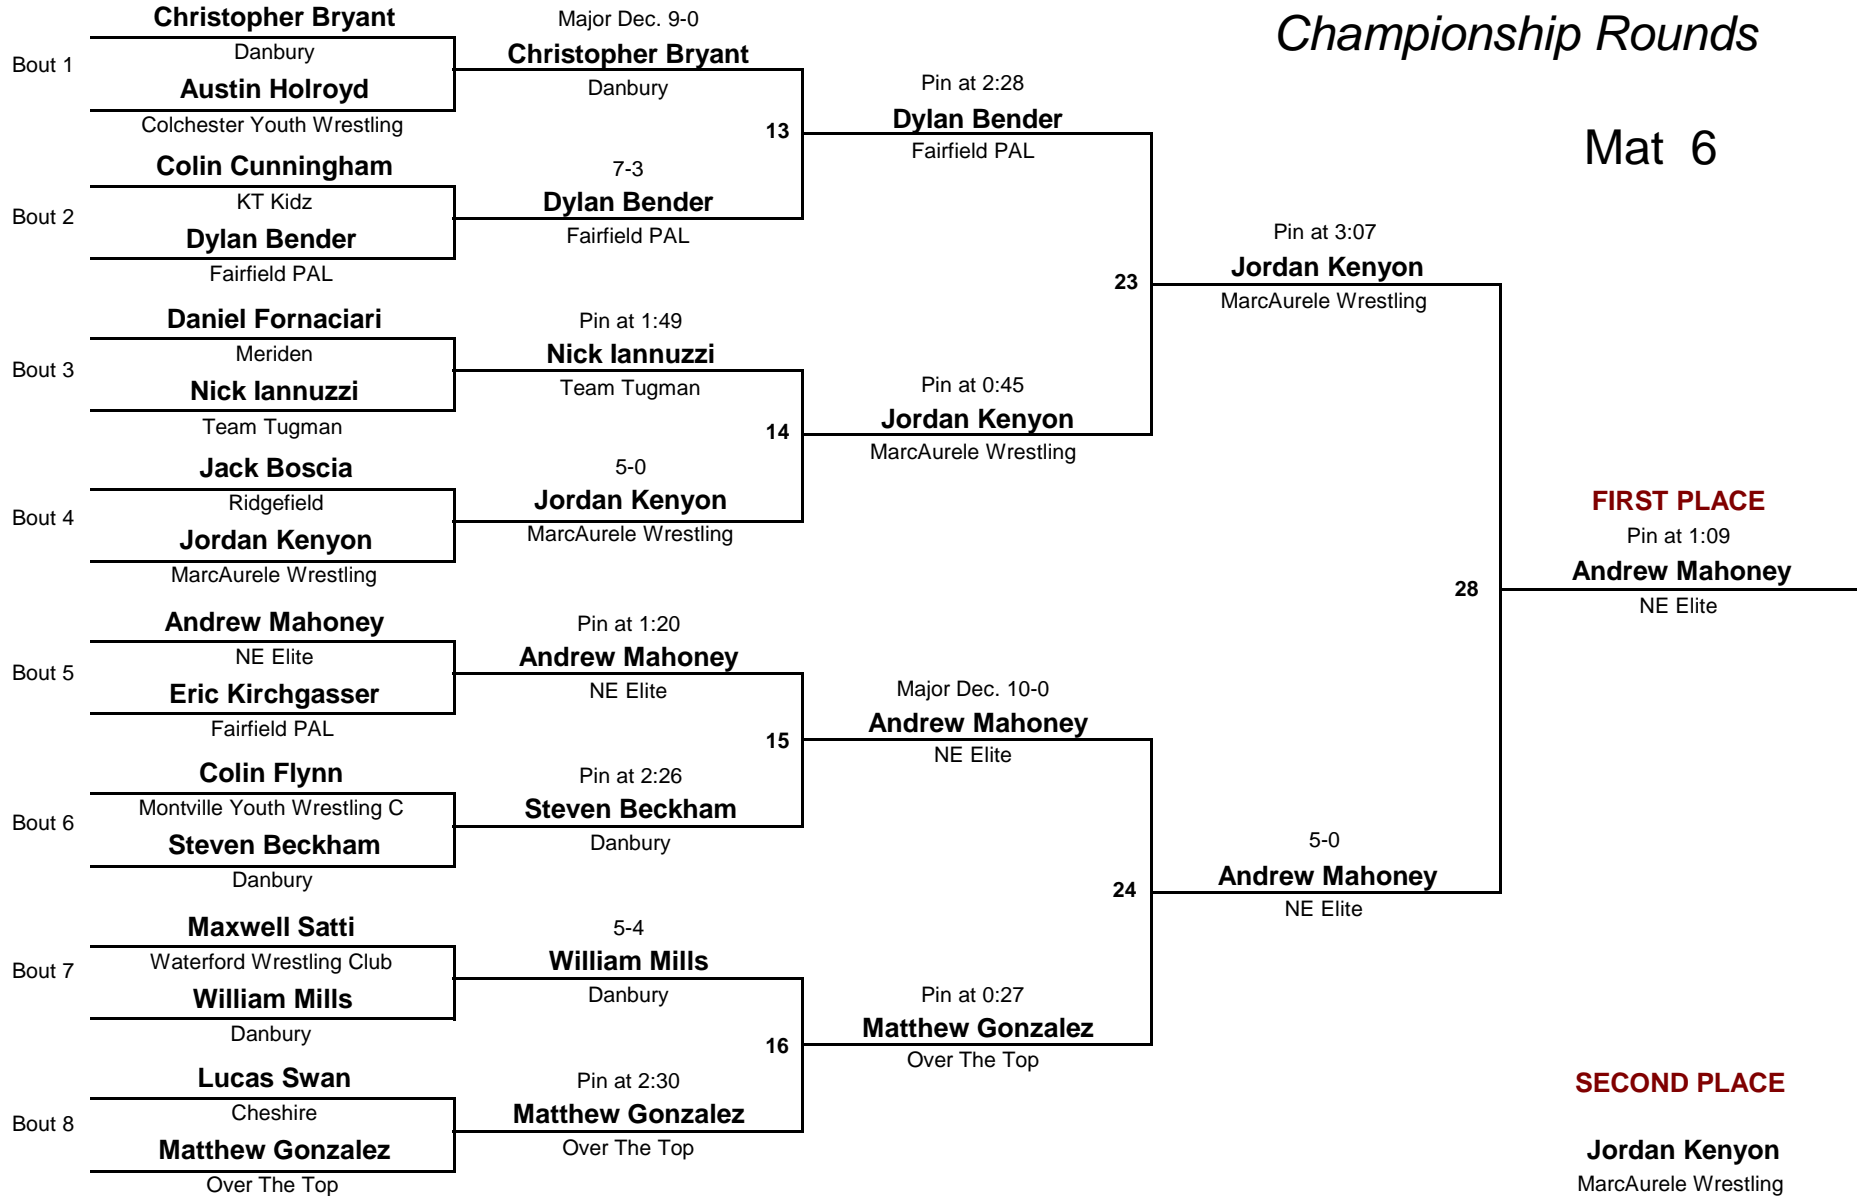 Championship Rounds
Mat 6
Bout 1
Christopher Bryant
Danbury
Austin Holroyd
Colchester Youth Wrestling
Bout 2
Colin Cunningham
KT Kidz
Dylan Bender
Fairfield PAL
Bout 3
Daniel Fornaciari
Meriden
Nick Iannuzzi
Team Tugman
Bout 4
Jack Boscia
Ridgefield
Jordan Kenyon
MarcAurele Wrestling
Bout 5
Andrew Mahoney
NE Elite
Eric Kirchgasser
Fairfield PAL
Bout 6
Colin Flynn
Montville Youth Wrestling C
Steven Beckham
Danbury
Bout 7
Maxwell Satti
Waterford Wrestling Club
William Mills
Danbury
Bout 8
Lucas Swan
Cheshire
Matthew Gonzalez
Over The Top
Major Dec. 9-0
Christopher Bryant
Danbury
13
7-3
Dylan Bender
Fairfield PAL
Pin at 1:49
Nick Iannuzzi
Team Tugman
14
5-0
Jordan Kenyon
MarcAurele Wrestling
Pin at 1:20
Andrew Mahoney
NE Elite
15
Pin at 2:26
Steven Beckham
Danbury
5-4
William Mills
Danbury
16
Pin at 2:30
Matthew Gonzalez
Over The Top
Pin at 2:28
Dylan Bender
Fairfield PAL
23
Pin at 0:45
Jordan Kenyon
MarcAurele Wrestling
Major Dec. 10-0
Andrew Mahoney
NE Elite
24
Pin at 0:27
Matthew Gonzalez
Over The Top
Pin at 3:07
Jordan Kenyon
MarcAurele Wrestling
28
5-0
Andrew Mahoney
NE Elite
FIRST PLACE
Pin at 1:09
Andrew Mahoney
NE Elite
SECOND PLACE
Jordan Kenyon
MarcAurele Wrestling